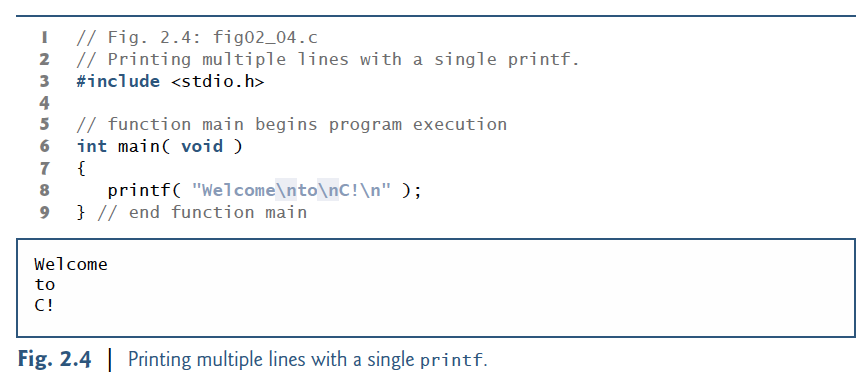 1 // Fig. 2.4: fig02_04.c
2 // Printing multiple lines with a single printf.
3 #include <stdio.h>
4
5 // function main begins program execution
6 int main( void )
7 {
8    printf( "Welcome\nto\nC!\n" );
9 } // end function main
Welcome
to
C!
Fig. 2.4 | Printing multiple lines with a single printf.